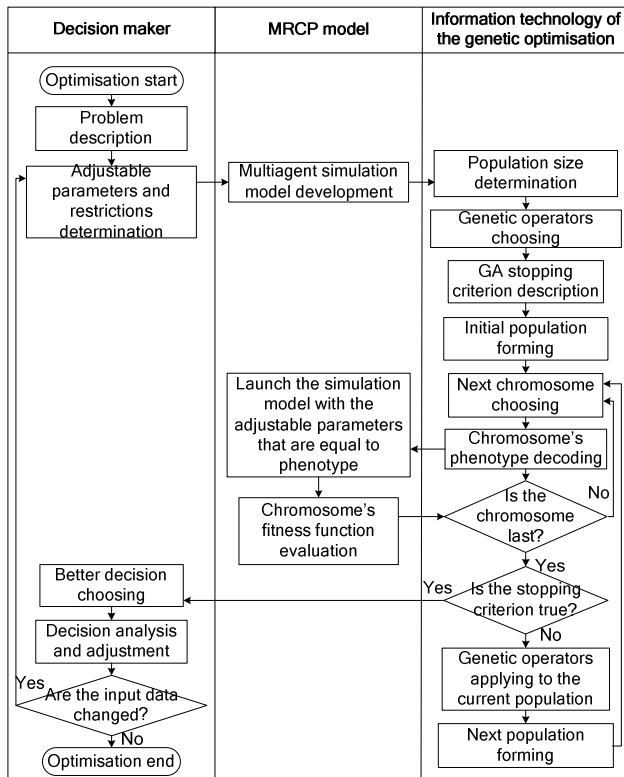 Decision maker
MRCP model
Information technology of
the genetic optimisation
Optimisation start
Problem
description
Adjustable
parameters and
restrictions
determination
Multiagent simulation
model development
Population size
determination
Genetic operators
choosing
GA stopping
criterion description
Initial population
forming
Next chromosome
choosing
Chromosome's
phenotype decoding
Launch the simulation
model with the
adjustable parameters
that are equal to
phenotype
Chromosome's
fitness function
evaluation
Is the
chromosome
last?
No
Yes
Is the stopping
criterion true?
Yes
No
Better decision
choosing
Decision analysis
and adjustment
Are the input data
changed?
Yes
No
Optimisation end
Genetic operators
applying to the
current population
Next population
forming